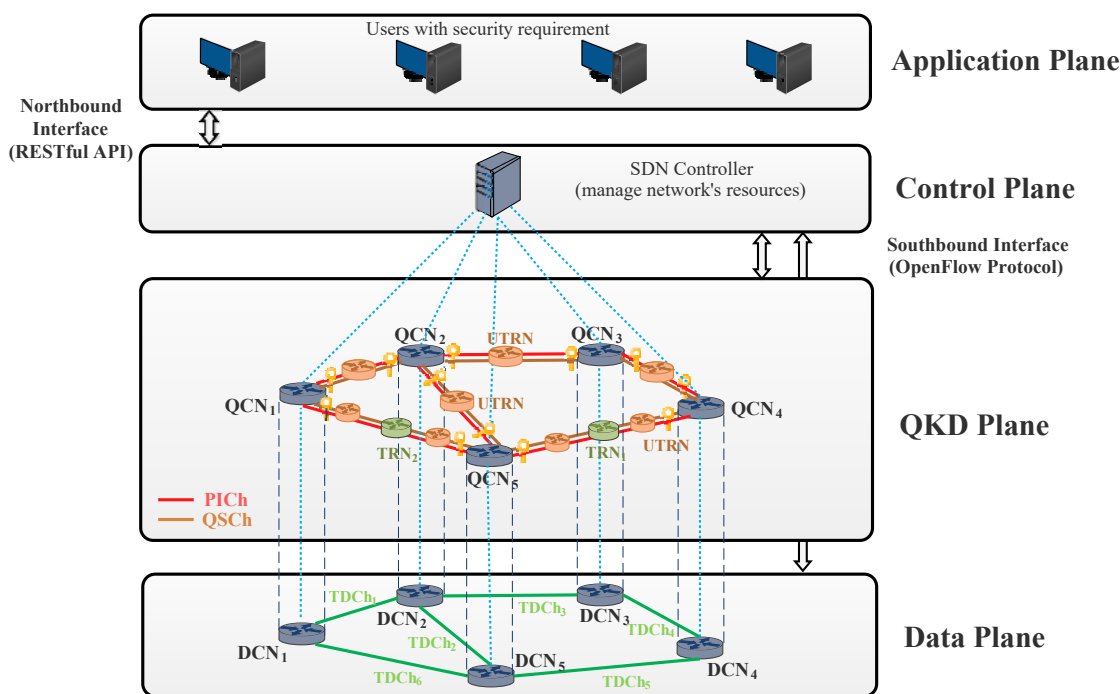 Users with security requirement
Application Plane
Northbound
Interface
(RESTful API)
SDN Controller
(manage network's resources)
Control Plane
Southbound Interface
(OpenFlow Protocol)
QCN₂
UTRN
QCN₃
QCN₁
UTRN
QCN₄
QKD Plane
TRN₂
TRN₁
UTRN
QCN₅
PICh
QSCh
TDCh₁
DCN₂
TDCh₃
DCN₃
TDCh₂
TDCh₄
DCN₁
DCN₅
DCN₄
Data Plane
TDCh₆
TDCh₅